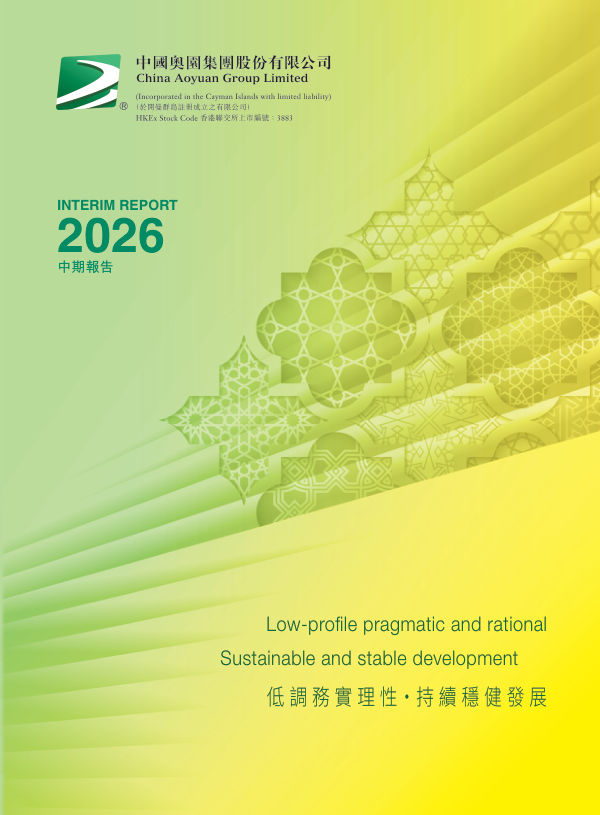 中國奧園集團股份有限公司
China Aoyuan Group Limited
(Incorporated in the Cayman Islands with limited liability)
(於開曼群島註冊成立之有限公司)
HKEx Stock Code 香港聯交所上市編號：3883
®
INTERIM REPORT
2026
中期報告
Low-profile pragmatic and rational
Sustainable and stable development
低調務實理性•持續穩健發展